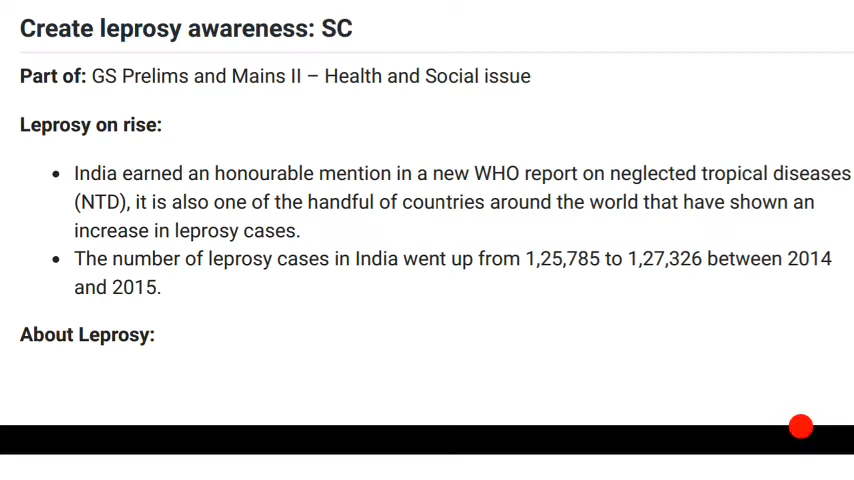 Create leprosy awareness: SC
Part of: GS Prelims and Mains II – Health and Social issue
Leprosy on rise:
India earned an honourable mention in a new WHO report on neglected tropical diseases
(NTD), it is also one of the handful of countries around the world that have shown an
increase in leprosy cases.
The number of leprosy cases in India went up from 1,25,785 to 1,27,326 between 2014
and 2015.
About Leprosy: